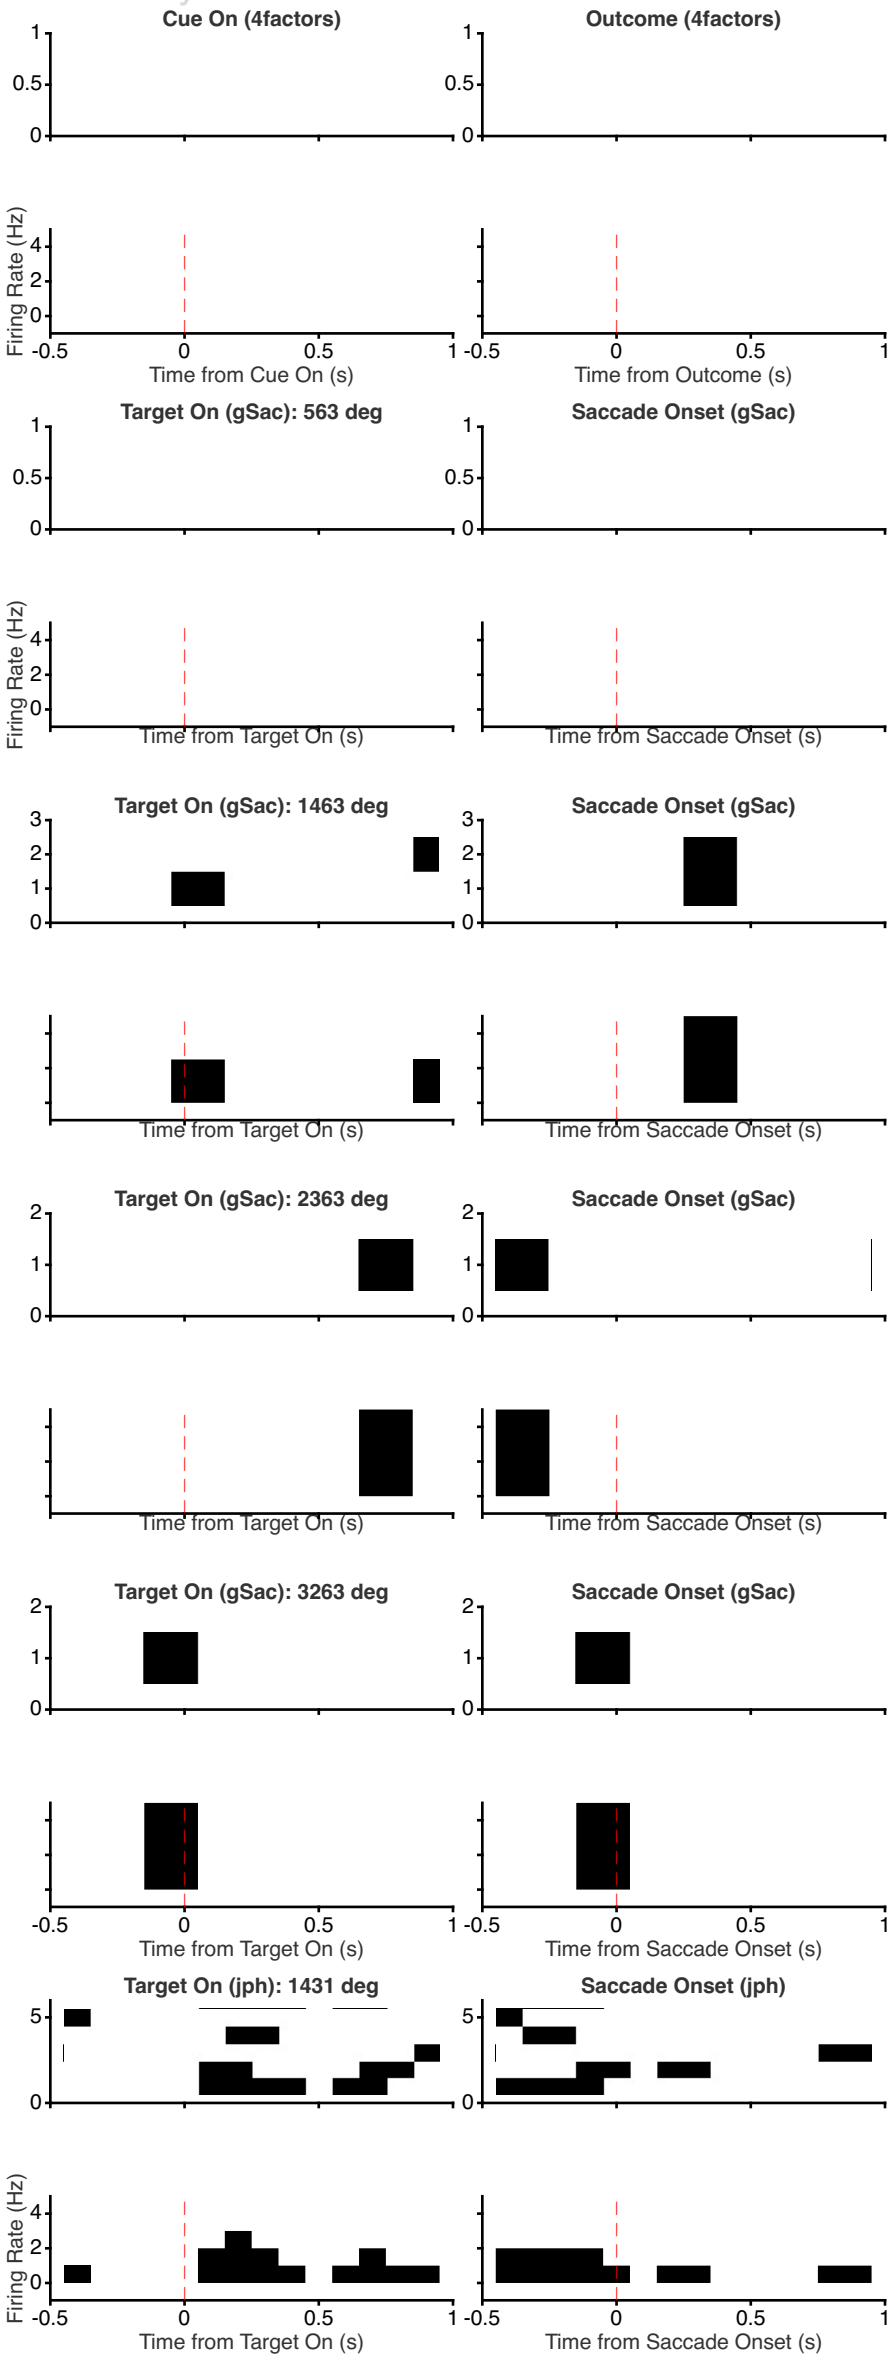 Cue On (4factors) Outcome (4factors)
1 1
0.5 0.5
0 0
Firing Rate (Hz)
4
2
0
-0.5 0 0.5 1 -0.5 0 0.5 1
Time from Cue On (s) Time from Outcome (s)
Target On (gSac): 563 deg Saccade Onset (gSac)
1 1
0.5 0.5
0 0
Firing Rate (Hz)
4
2
0
Time from Target On (s) Time from Saccade Onset (s)
Target On (gSac): 1463 deg Saccade Onset (gSac)
3 3
2 2
1 1
0 0
Time from Target On (s) Time from Saccade Onset (s)
Target On (gSac): 2363 deg Saccade Onset (gSac)
2 2
1 1
0 0
Time from Target On (s) Time from Saccade Onset (s)
Target On (gSac): 3263 deg Saccade Onset (gSac)
2 2
1 1
0 0
-0.5 0 0.5 1 -0.5 0 0.5 1
Time from Target On (s) Time from Saccade Onset (s)
Target On (jph): 1431 deg Saccade Onset (jph)
5 5
0 0
Firing Rate (Hz)
4
2
0
-0.5 0 0.5 1 -0.5 0 0.5 1
Time from Target On (s) Time from Saccade Onset (s)